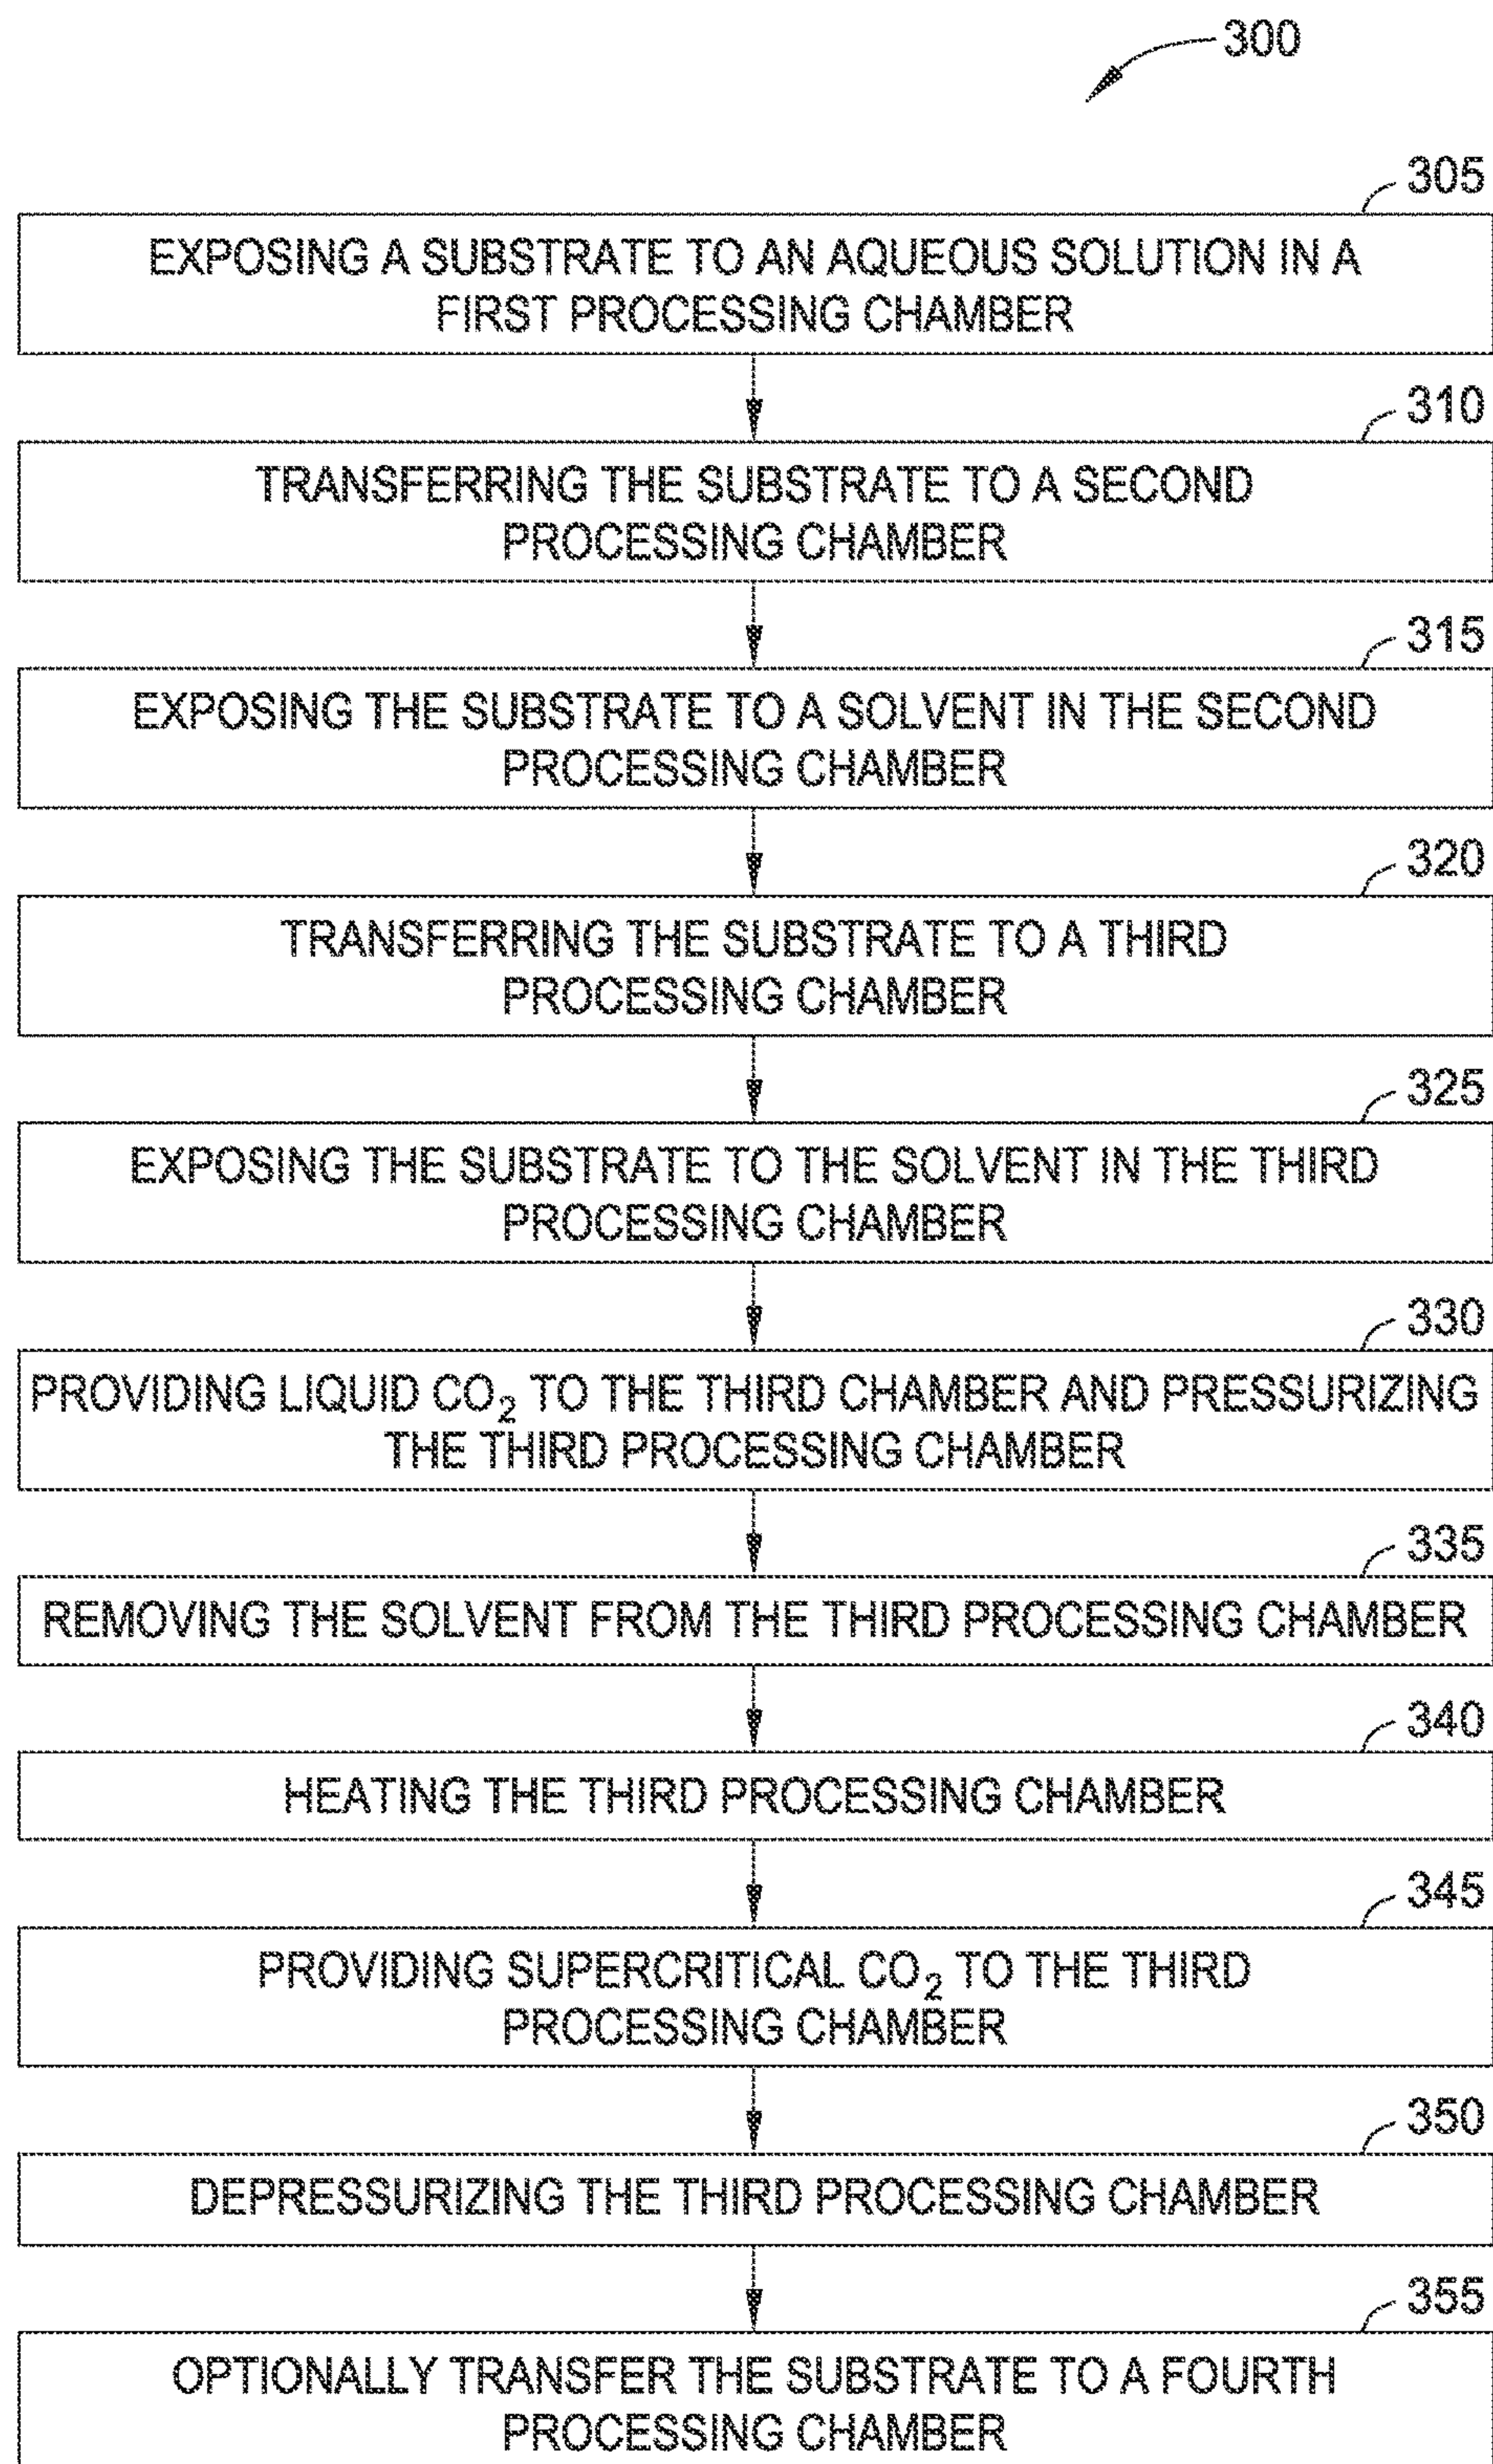 300
305
EXPOSING A SUBSTRATE TO AN AQUEOUS SOLUTION IN A
FIRST PROCESSING CHAMBER
310
TRANSFERRING THE SUBSTRATE TO A SECOND
PROCESSING CHAMBER
315
EXPOSING THE SUBSTRATE TO A SOLVENT IN THE SECOND
PROCESSING CHAMBER
320
TRANSFERRING THE SUBSTRATE TO A THIRD
PROCESSING CHAMBER
325
EXPOSING THE SUBSTRATE TO THE SOLVENT IN THE THIRD
PROCESSING CHAMBER
330
PROVIDING LIQUID CO₂ TO THE THIRD CHAMBER AND PRESSURIZING
THE THIRD PROCESSING CHAMBER
335
REMOVING THE SOLVENT FROM THE THIRD PROCESSING CHAMBER
340
HEATING THE THIRD PROCESSING CHAMBER
345
PROVIDING SUPERCRITICAL CO₂ TO THE THIRD
PROCESSING CHAMBER
350
DEPRESSURIZING THE THIRD PROCESSING CHAMBER
355
OPTIONALLY TRANSFER THE SUBSTRATE TO A FOURTH
PROCESSING CHAMBER